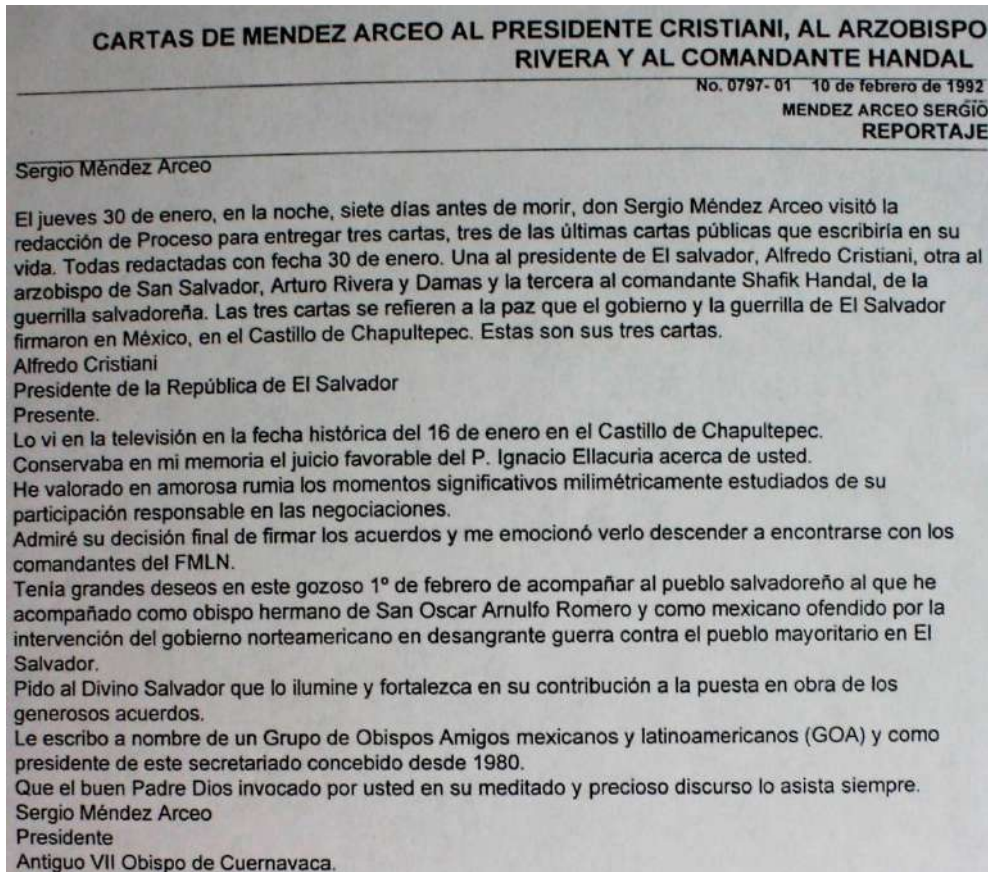 CARTAS DE MENDEZ ARCEO AL PRESIDENTE CRISTIANI, AL ARZOBISPO
RIVERA Y AL COMANDANTE HANDAL
No. 0797- 01 10 de febrero de 1992
MENDEZ ARCEO SERGIO
REPORTAJE
Sergio Méndez Arceo
El jueves 30 de enero, en la noche, siete días antes de morir, don Sergio Méndez Arceo visitó la
redacción de Proceso para entregar tres cartas, tres de las últimas cartas públicas que escribiría en su
vida. Todas redactadas con fecha 30 de enero. Una al presidente de El salvador, Alfredo Cristiani, otra al
arzobispo de San Salvador, Arturo Rivera y Damas y la tercera al comandante Shafik Handal, de la
guerrilla salvadoreña. Las tres cartas se refieren a la paz que el gobierno y la guerrilla de El Salvador
firmaron en México, en el Castillo de Chapultepec. Estas son sus tres cartas.
Alfredo Cristiani
Presidente de la República de El Salvador
Presente.
Lo vi en la televisión en la fecha histórica del 16 de enero en el Castillo de Chapultepec.
Conservaba en mi memoria el juicio favorable del P. Ignacio Ellacuria acerca de usted.
He valorado en amorosa rumia los momentos significativos milimétricamente estudiados de su
participación responsable en las negociaciones.
Admiré su decisión final de firmar los acuerdos y me emocionó verlo descender a encontrarse con los
comandantes del FMLN.
Tenía grandes deseos en este gozoso 1º de febrero de acompañar al pueblo salvadoreño al que he
acompañado como obispo hermano de San Oscar Arnulfo Romero y como mexicano ofendido por la
intervención del gobierno norteamericano en desangrante guerra contra el pueblo mayoritario en El
Salvador.
Pido al Divino Salvador que lo ilumine y fortalezca en su contribución a la puesta en obra de los
generosos acuerdos.
Le escribo a nombre de un Grupo de Obispos Amigos mexicanos y latinoamericanos (GOA) y como
presidente de este secretariado concebido desde 1980.
Que el buen Padre Dios invocado por usted en su meditado y precioso discurso lo asista siempre.
Sergio Méndez Arceo
Presidente
Antiguo VII Obispo de Cuernavaca.